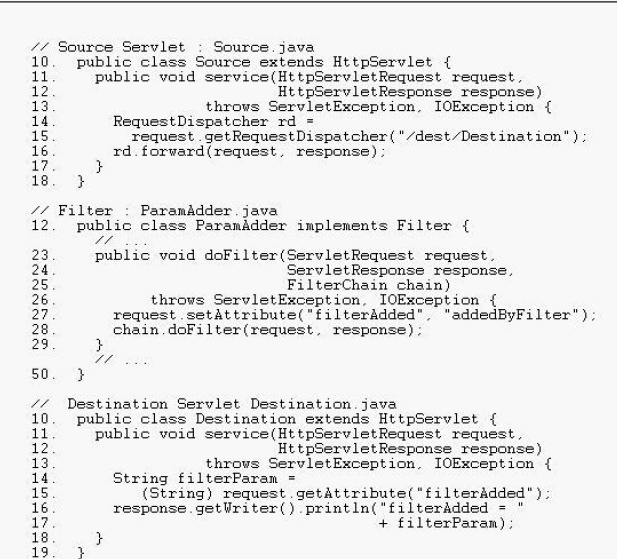 // Source Servlet : Source.java
10.  public class Source extends HttpServlet {
11.    public void service(HttpServletRequest request,
12.                        HttpServletResponse response)
13.                throws ServletException, IOException {
14.      RequestDispatcher rd =
15.        request.getRequestDispatcher("/dest/Destination");
16.      rd.forward(request, response);
17.    }
18.  }
// Filter : ParamAdder.java
12.  public class ParamAdder implements Filter {
       // ...
23.    public void doFilter(ServletRequest request,
24.                         ServletResponse response,
25.                         FilterChain chain)
26.          throws ServletException, IOException {
27.      request.setAttribute("filterAdded", "addedByFilter");
28.      chain.doFilter(request, response);
29.    }
       // ...
50.  }
//  Destination Servlet Destination.java
10.  public class Destination extends HttpServlet {
11.    public void service(HttpServletRequest request,
12.                        HttpServletResponse response)
13.                throws ServletException, IOException {
14.      String filterParam =
15.         (String) request.getAttribute("filterAdded");
16.      response.getWriter().println("filterAdded = "
17.                                   + filterParam);
18.    }
19.  }